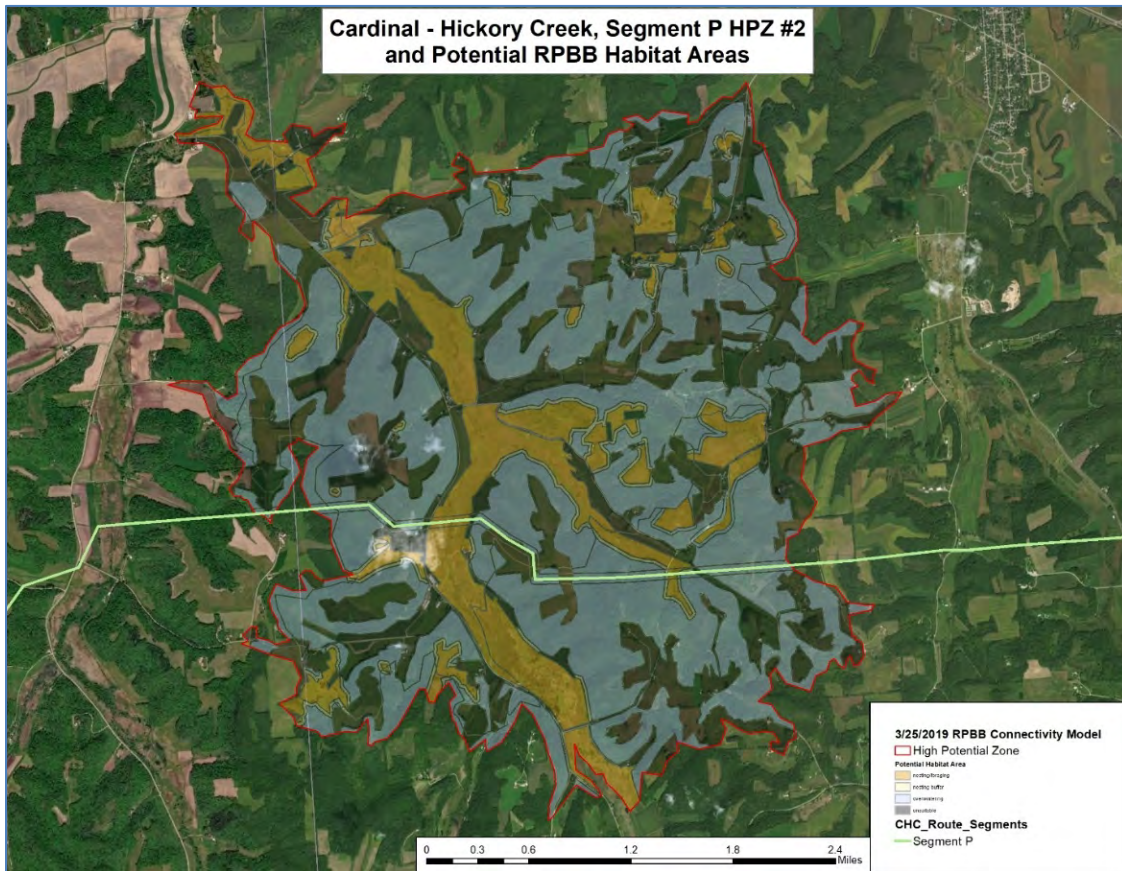 Cardinal - Hickory Creek, Segment P HPZ #2
and Potential RPBB Habitat Areas
3/25/2019 RPBB Connectivity Model
High Potential Zone
Potential Habitat Area
nesting/foraging
nesting buffer
overwintering
unsuitable
CHC_Route_Segments
Segment P
0 0.3 0.6 1.2 1.8 2.4
Miles